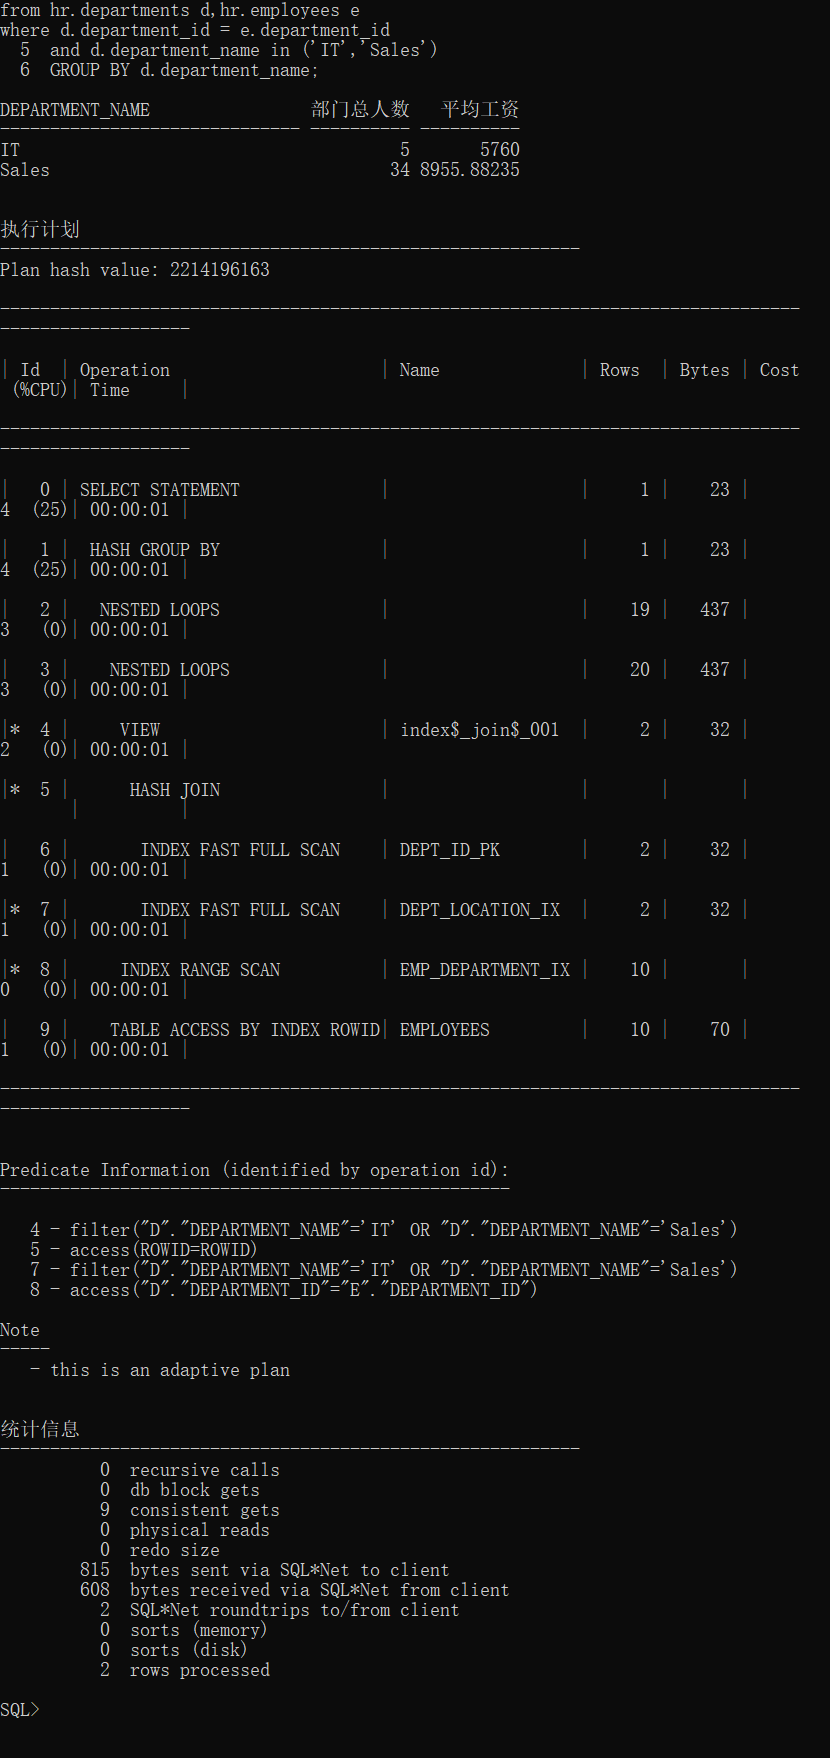 from hr.departments d,hr.employees e
where d.department_id = e.department_id
  5  and d.department_name in ('IT','Sales')
  6  GROUP BY d.department_name;
DEPARTMENT_NAME                部门总人数   平均工资
------------------------------ ---------- ----------
IT                                      5       5760
Sales                                  34 8955.88235
执行计划
----------------------------------------------------------
Plan hash value: 2214196163
--------------------------------------------------------------------------------
-------------------
| Id  | Operation                     | Name              | Rows  | Bytes | Cost
 (%CPU)| Time     |
--------------------------------------------------------------------------------
-------------------
|   0 | SELECT STATEMENT              |                   |     1 |    23 |
4  (25)| 00:00:01 |
|   1 |  HASH GROUP BY                |                   |     1 |    23 |
4  (25)| 00:00:01 |
|   2 |   NESTED LOOPS                |                   |    19 |   437 |
3   (0)| 00:00:01 |
|   3 |    NESTED LOOPS               |                   |    20 |   437 |
3   (0)| 00:00:01 |
|*  4 |     VIEW                      | index$_join$_001  |     2 |    32 |
2   (0)| 00:00:01 |
|*  5 |      HASH JOIN                |                   |       |       |
       |          |
|   6 |       INDEX FAST FULL SCAN    | DEPT_ID_PK        |     2 |    32 |
1   (0)| 00:00:01 |
|*  7 |       INDEX FAST FULL SCAN    | DEPT_LOCATION_IX  |     2 |    32 |
1   (0)| 00:00:01 |
|*  8 |     INDEX RANGE SCAN          | EMP_DEPARTMENT_IX |    10 |       |
0   (0)| 00:00:01 |
|   9 |    TABLE ACCESS BY INDEX ROWID| EMPLOYEES         |    10 |    70 |
1   (0)| 00:00:01 |
--------------------------------------------------------------------------------
-------------------
Predicate Information (identified by operation id):
---------------------------------------------------
   4 - filter("D"."DEPARTMENT_NAME"='IT' OR "D"."DEPARTMENT_NAME"='Sales')
   5 - access(ROWID=ROWID)
   7 - filter("D"."DEPARTMENT_NAME"='IT' OR "D"."DEPARTMENT_NAME"='Sales')
   8 - access("D"."DEPARTMENT_ID"="E"."DEPARTMENT_ID")
Note
-----
   - this is an adaptive plan
统计信息
----------------------------------------------------------
          0  recursive calls
          0  db block gets
          9  consistent gets
          0  physical reads
          0  redo size
        815  bytes sent via SQL*Net to client
        608  bytes received via SQL*Net from client
          2  SQL*Net roundtrips to/from client
          0  sorts (memory)
          0  sorts (disk)
          2  rows processed
SQL>